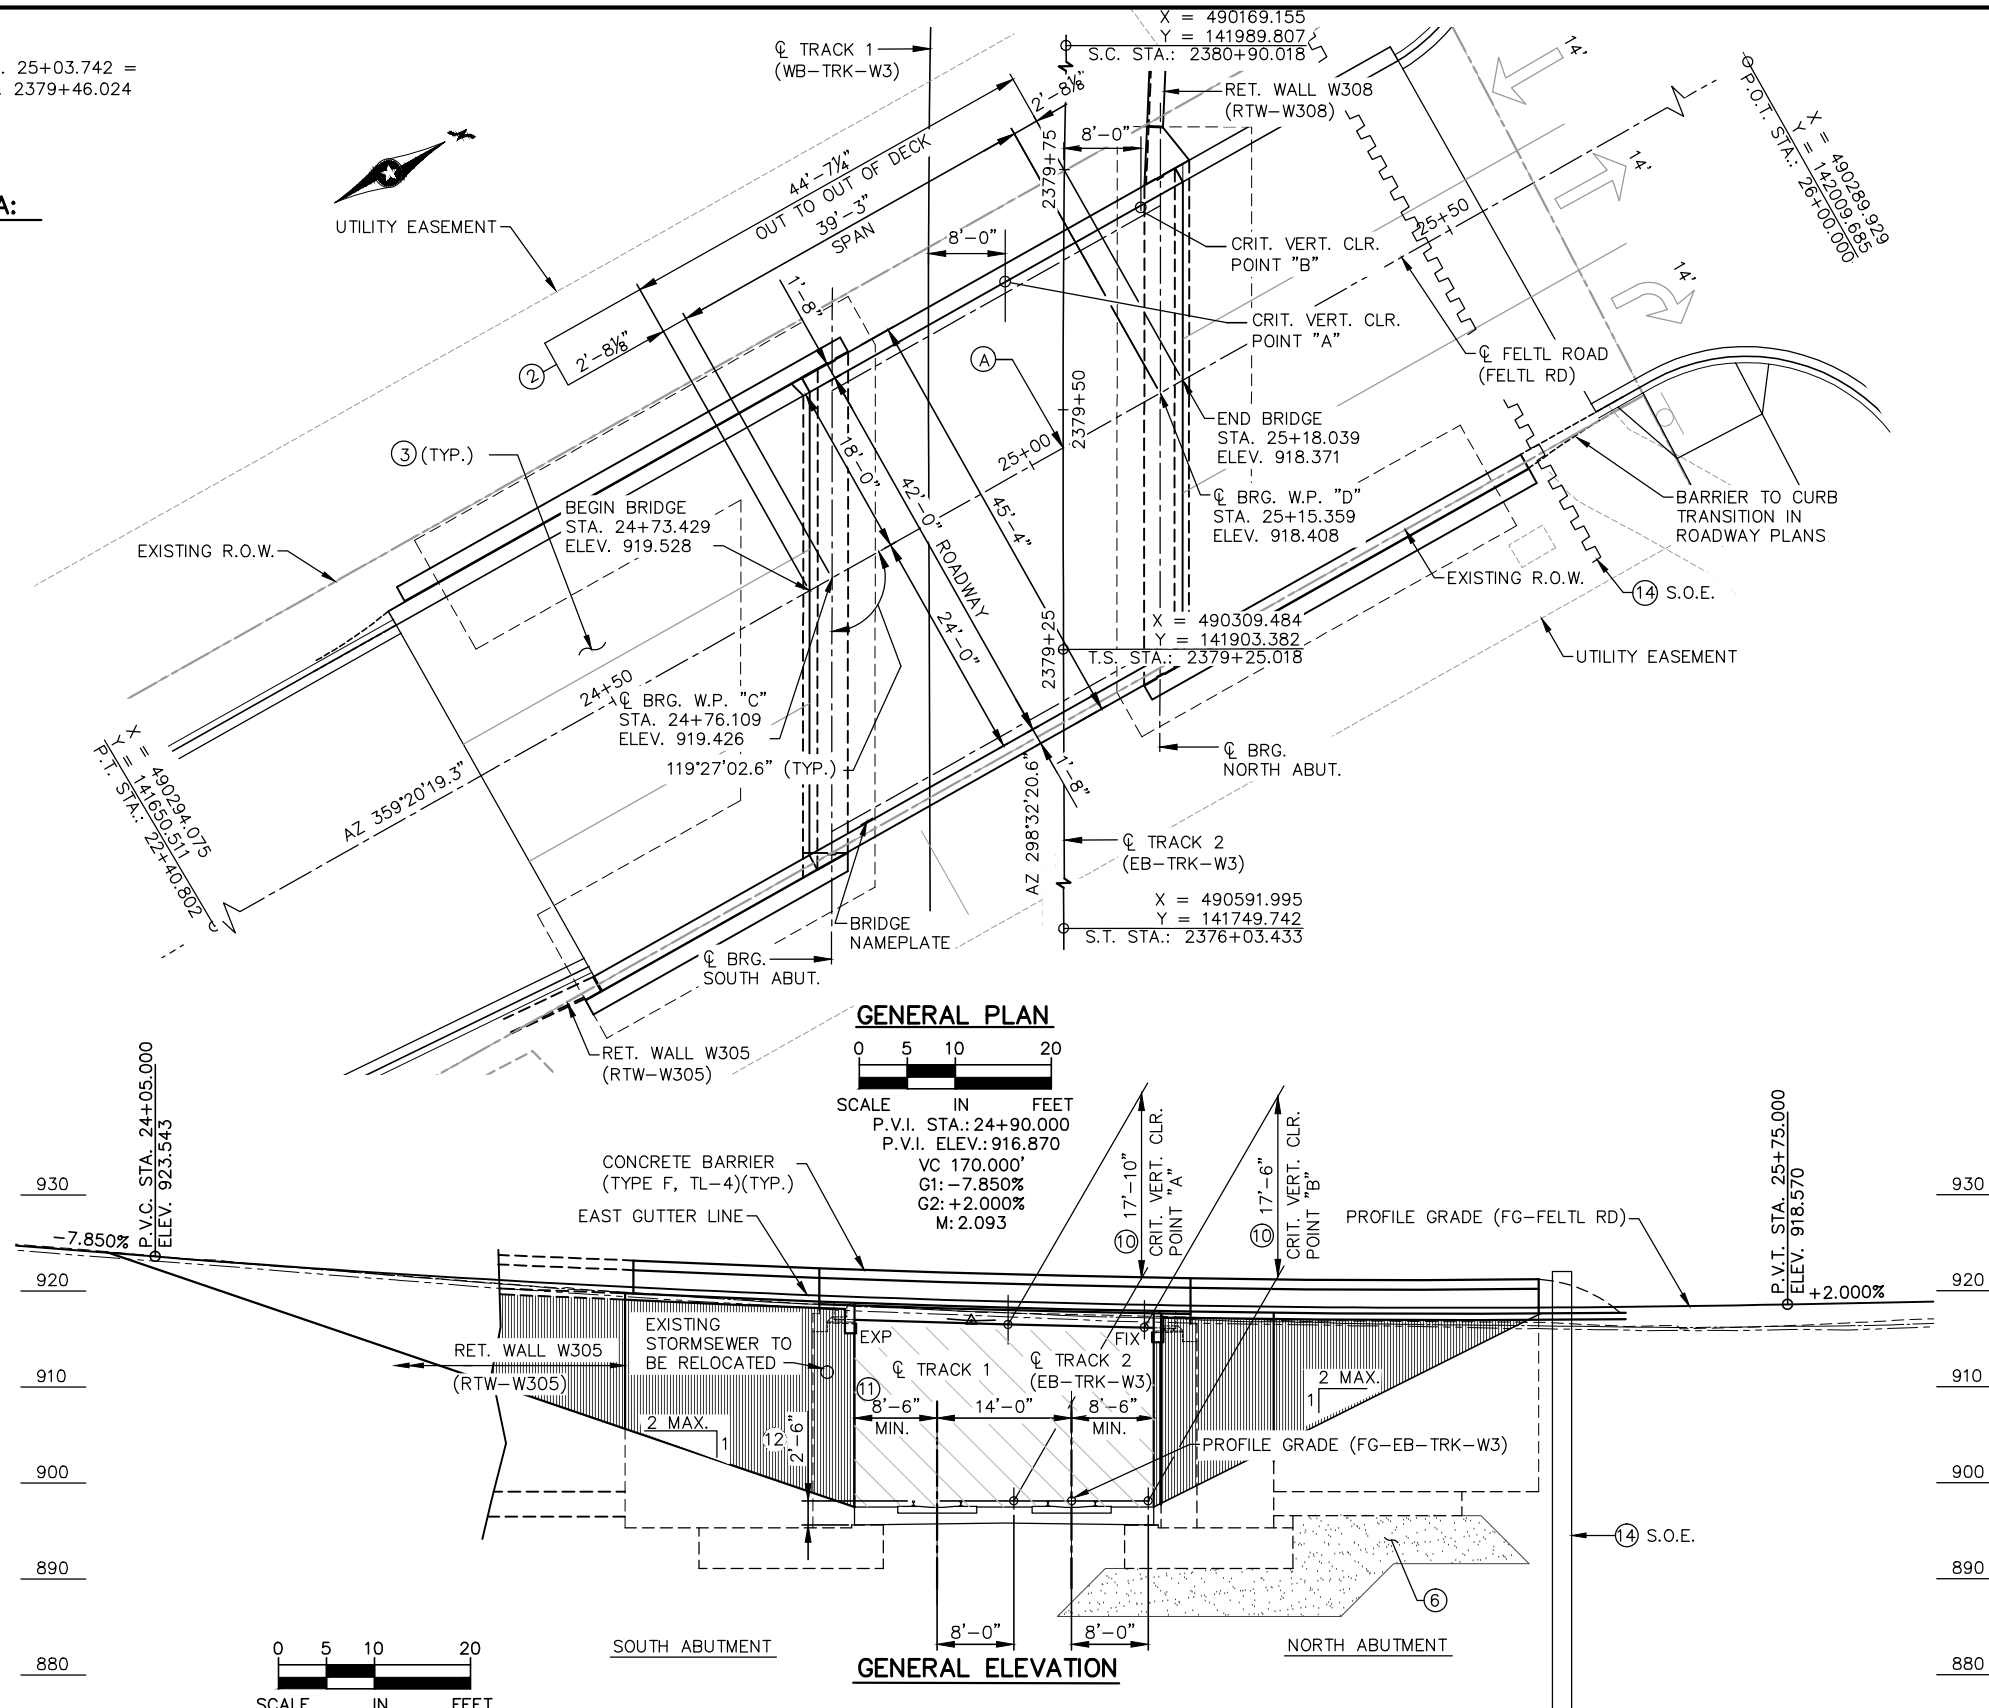 . 25+03.742 =
. 2379+46.024
A:
℄ TRACK 1
(WB-TRK-W3)
X = 490169.155
Y = 141989.807
S.C. STA.: 2380+90.018
RET. WALL W308
(RTW-W308)
14'
14'
14'
P.O.T. STA.: 26+00.000
X = 490289.929
Y = 142009.685
UTILITY EASEMENT
44'-7¼"
OUT TO OUT OF DECK
39'-3"
SPAN
2'-8⅛"
8'-0"
2379+75
8'-0"
25+50
CRIT. VERT. CLR.
POINT "B"
CRIT. VERT. CLR.
POINT "A"
℄ FELTL ROAD
(FELTL RD)
1'-8"
2
2'-8⅛"
A
2379+50
END BRIDGE
STA. 25+18.039
ELEV. 918.371
3 (TYP.)
18'-0"
25+00
42'-0" ROADWAY
45'-4"
BEGIN BRIDGE
STA. 24+73.429
ELEV. 919.528
℄ BRG. W.P. "D"
STA. 25+15.359
ELEV. 918.408
BARRIER TO CURB
TRANSITION IN
ROADWAY PLANS
EXISTING R.O.W.
EXISTING R.O.W.
14 S.O.E.
24'-0"
2379+25
X = 490309.484
Y = 141903.382
T.S. STA.: 2379+25.018
UTILITY EASEMENT
24+50
℄ BRG. W.P. "C"
STA. 24+76.109
ELEV. 919.426
119°27'02.6" (TYP.)
℄ BRG.
NORTH ABUT.
1'-8"
AZ 359°20'19.3"
X = 490294.075
Y = 141650.511
P.T. STA.: 22+40.802
AZ 298°32'20.6"
℄ TRACK 2
(EB-TRK-W3)
X = 490591.995
Y = 141749.742
S.T. STA.: 2376+03.433
BRIDGE
NAMEPLATE
℄ BRG.
SOUTH ABUT.
GENERAL PLAN
0 5 10 20
SCALE IN FEET
RET. WALL W305
(RTW-W305)
P.V.C. STA. 24+05.000
ELEV. 923.543
P.V.I. STA.: 24+90.000
P.V.I. ELEV.: 916.870
VC 170.000'
G1: -7.850%
G2: +2.000%
M: 2.093
10 17'-10"
CRIT. VERT. CLR.
POINT "A"
10 17'-6"
CRIT. VERT. CLR.
POINT "B"
P.V.T. STA. 25+75.000
ELEV. 918.570
CONCRETE BARRIER
(TYPE F, TL-4)(TYP.)
EAST GUTTER LINE
PROFILE GRADE (FG-FELTL RD)
930
930
-7.850%
920
920
+2.000%
EXISTING
STORMSEWER TO
BE RELOCATED
EXP
FIX
RET. WALL W305
(RTW-W305)
℄ TRACK 1
℄ TRACK 2
(EB-TRK-W3)
910
910
11
8'-6"
MIN.
14'-0"
8'-6"
MIN.
2 MAX.
1
2 MAX.
1
12
2'-6"
PROFILE GRADE (FG-EB-TRK-W3)
900
900
14 S.O.E.
890
890
6
8'-0"
8'-0"
SOUTH ABUTMENT
NORTH ABUTMENT
880
880
GENERAL ELEVATION
0 5 10 20
SCALE IN FEET